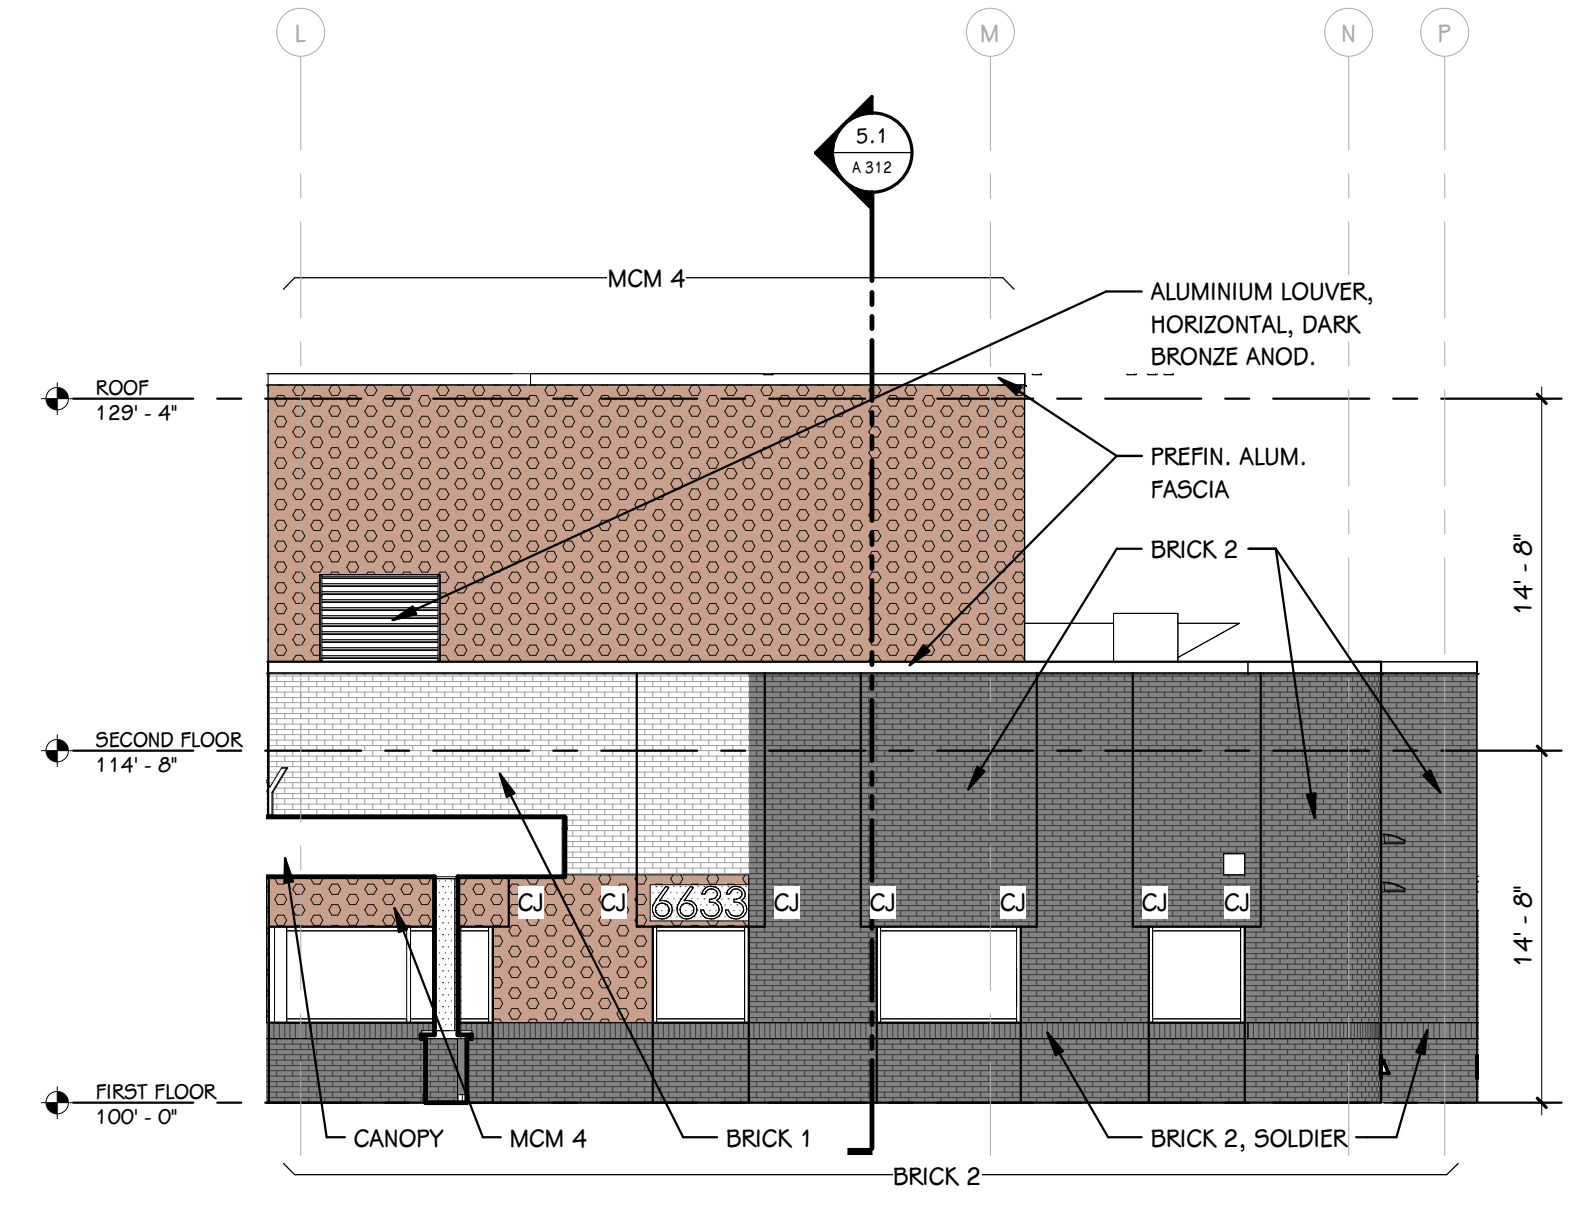 L M N P
5.1
A 312
MCM 4
ALUMINIUM LOUVER,
HORIZONTAL, DARK
BRONZE ANOD.
ROOF
129' - 4"
PREFIN. ALUM.
FASCIA
BRICK 2
14' - 8"
SECOND FLOOR
114' - 8"
CJ CJ 6633 CJ CJ CJ CJ CJ
14' - 8"
FIRST FLOOR
100' - 0"
CANOPY MCM 4 BRICK 1 BRICK 2, SOLDIER
BRICK 2